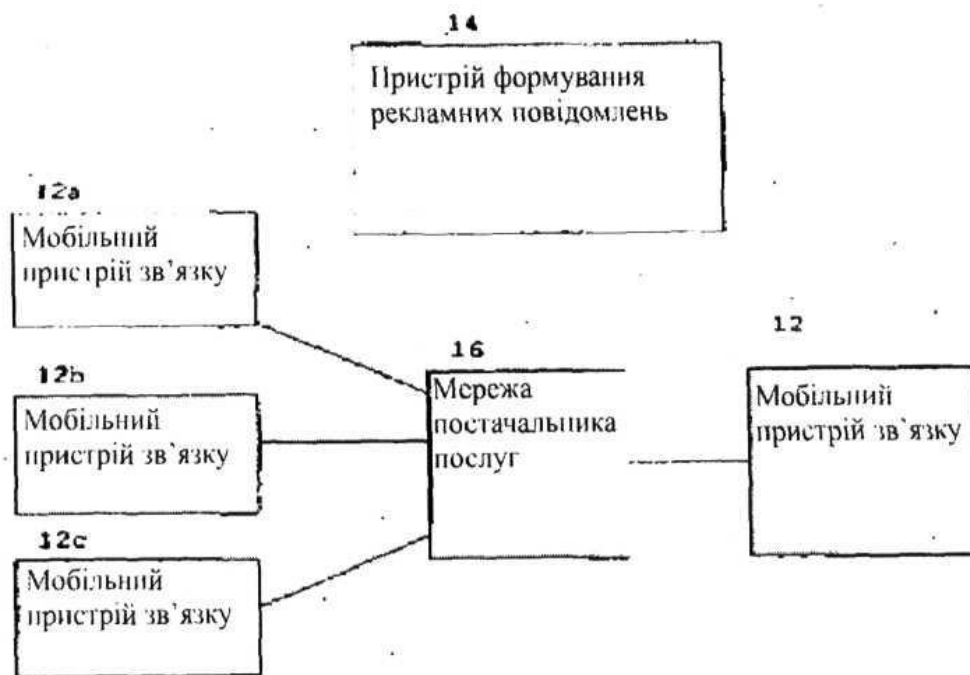 14
Пристрій формування
рекламних повідомлень
12a
Мобільний
пристрій зв’язку
12b
Мобільний
пристрій зв’язку
12c
Мобільний
пристрій зв’язку
16
Мережа
постачальника
послуг
12
Мобільний
пристрій зв’язку